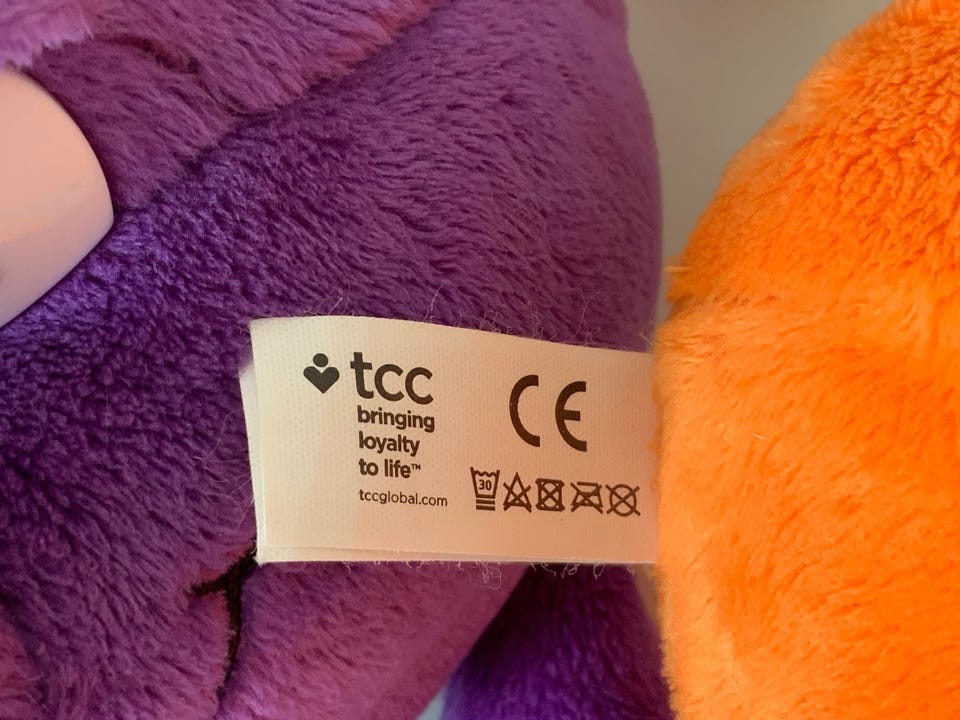 tcc
bringing
loyalty
to life™
tccglobal.com
CE
30